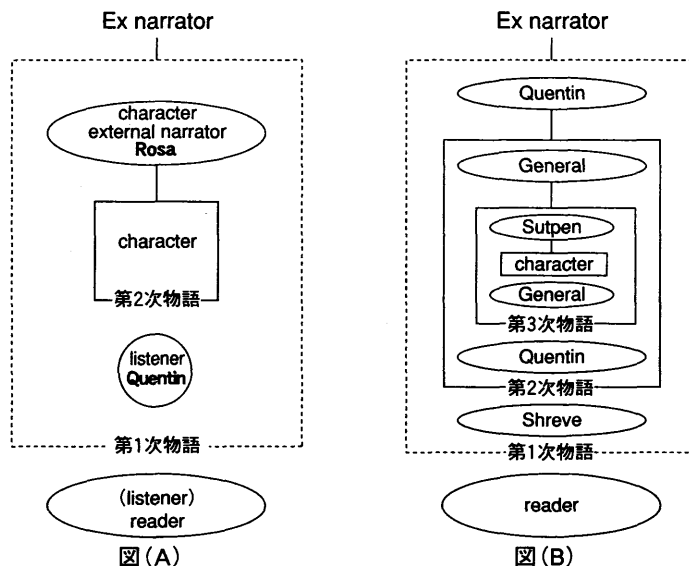 Ex narrator
character
external narrator
Rosa
character
第2次物語
listener
Quentin
第1次物語
(listener)
reader
図(A)
Ex narrator
Quentin
General
Sutpen
character
General
第3次物語
Quentin
第2次物語
Shreve
第1次物語
reader
図(B)